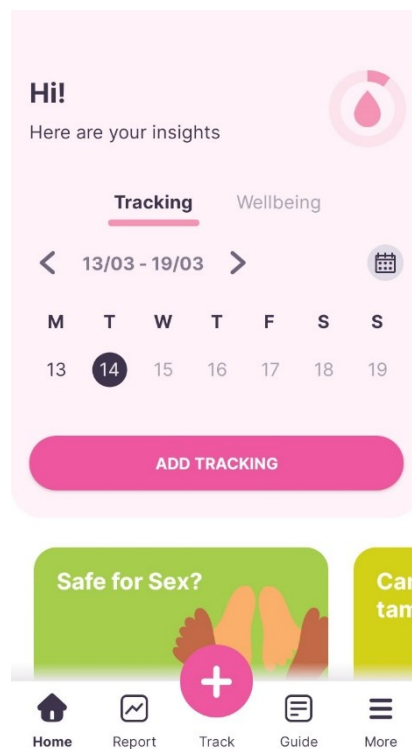 Hi!
Here are your insights
Tracking Wellbeing
13/03 - 19/03
M T W T F S S
13 14 15 16 17 18 19
ADD TRACKING
Safe for Sex?
Home Report Track Guide More